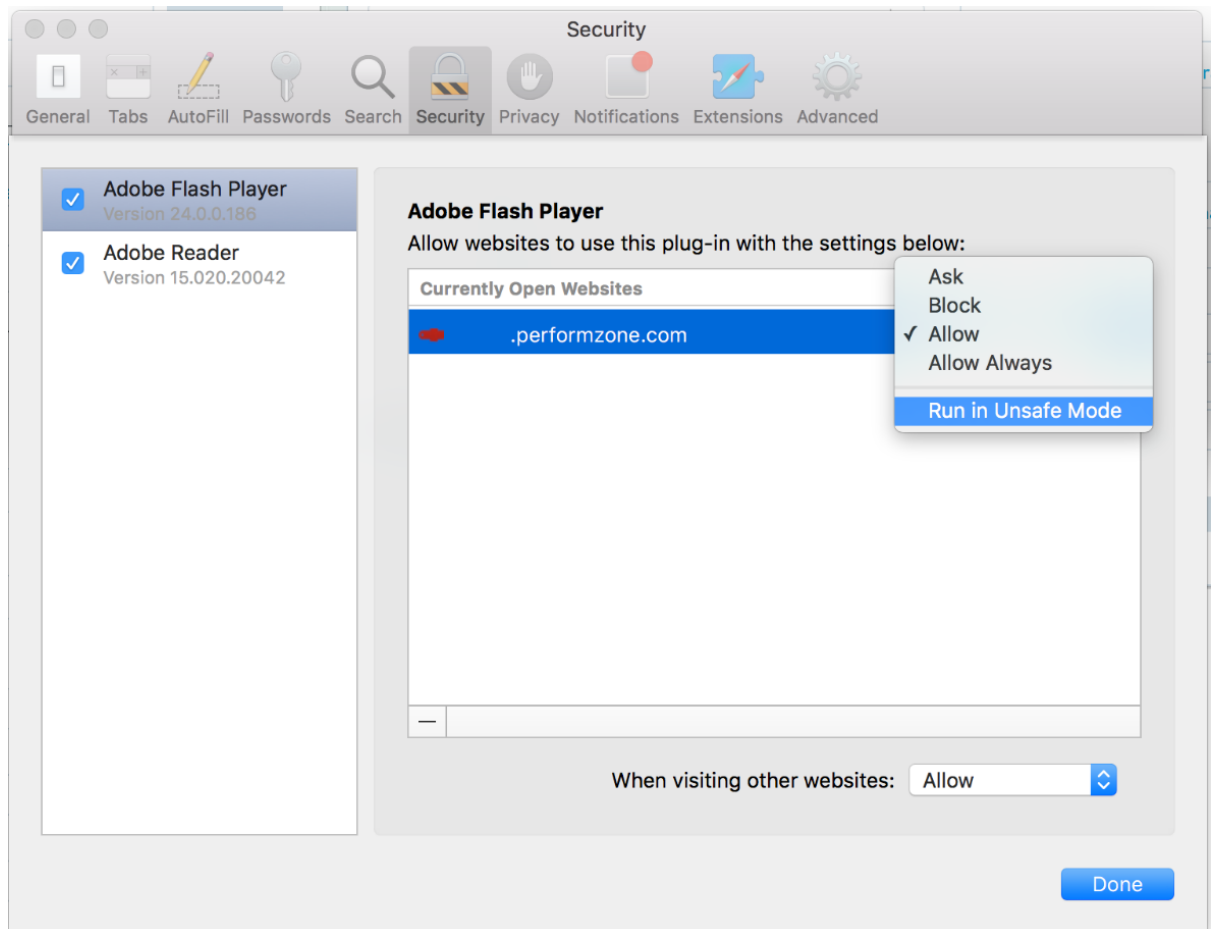 Security
General Tabs AutoFill Passwords Search Security Privacy Notifications Extensions Advanced
Adobe Flash Player
Version 24.0.0.186
Adobe Reader
Version 15.020.20042
Adobe Flash Player
Allow websites to use this plug-in with the settings below:
Currently Open Websites
.performzone.com
Ask
Block
✓ Allow
Allow Always
Run in Unsafe Mode
When visiting other websites: Allow
Done